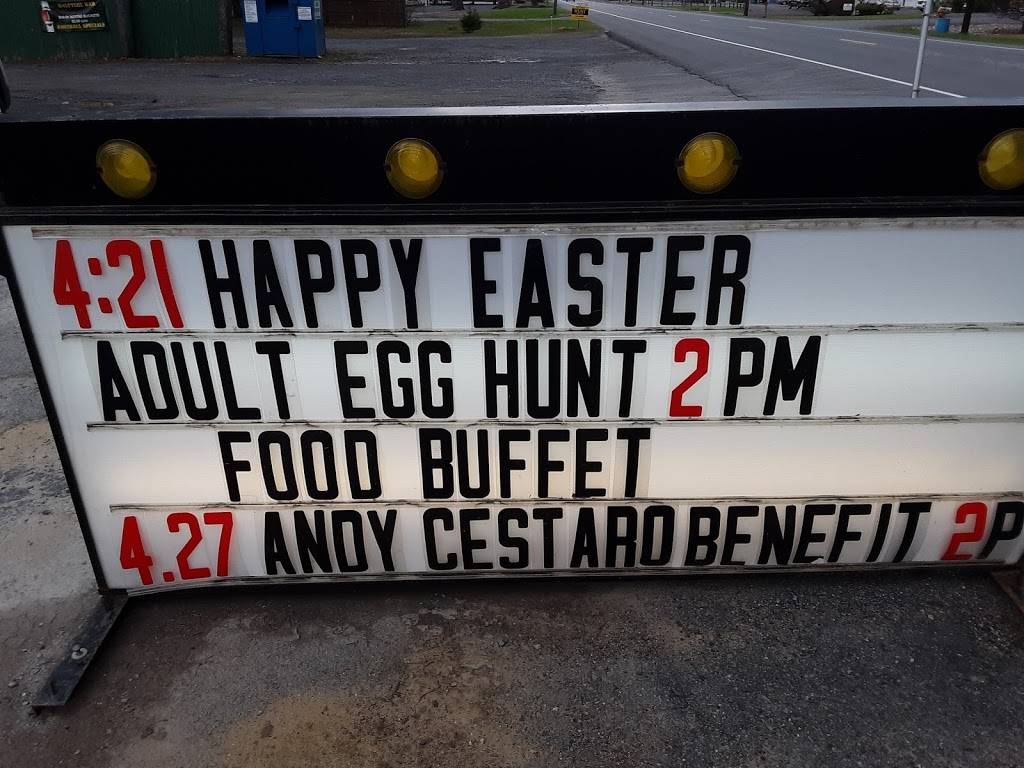 4:21 HAPPY EASTER
ADULT EGG HUNT 2 PM
FOOD BUFFET
4.27 ANDY CESTARO BENEFIT 2P